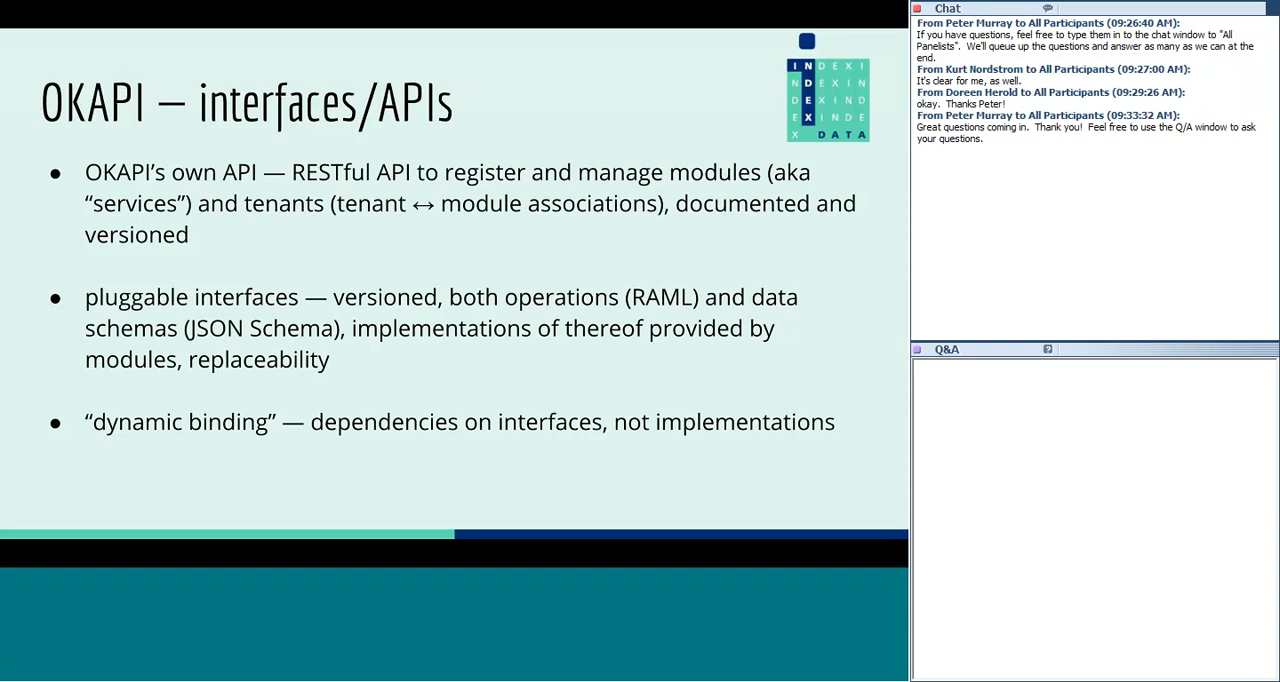 OKAPI – interfaces/APIs
INDEXI
NDEXIN
DEXIND
EXINDE
X DATA
● OKAPI’s own API — RESTful API to register and manage modules (aka
“services”) and tenants (tenant ↔ module associations), documented and
versioned
● pluggable interfaces — versioned, both operations (RAML) and data
schemas (JSON Schema), implementations of thereof provided by
modules, replaceability
● “dynamic binding” — dependencies on interfaces, not implementations
Chat
From Peter Murray to All Participants (09:26:40 AM):
If you have questions, feel free to type them in to the chat window to "All
Panelists". We'll queue up the questions and answer as many as we can at the
end.
From Kurt Nordstrom to All Participants (09:27:00 AM):
It's clear for me, as well.
From Doreen Herold to All Participants (09:29:26 AM):
okay. Thanks Peter!
From Peter Murray to All Participants (09:33:32 AM):
Great questions coming in. Thank you! Feel free to use the Q/A window to ask
your questions.
Q&A